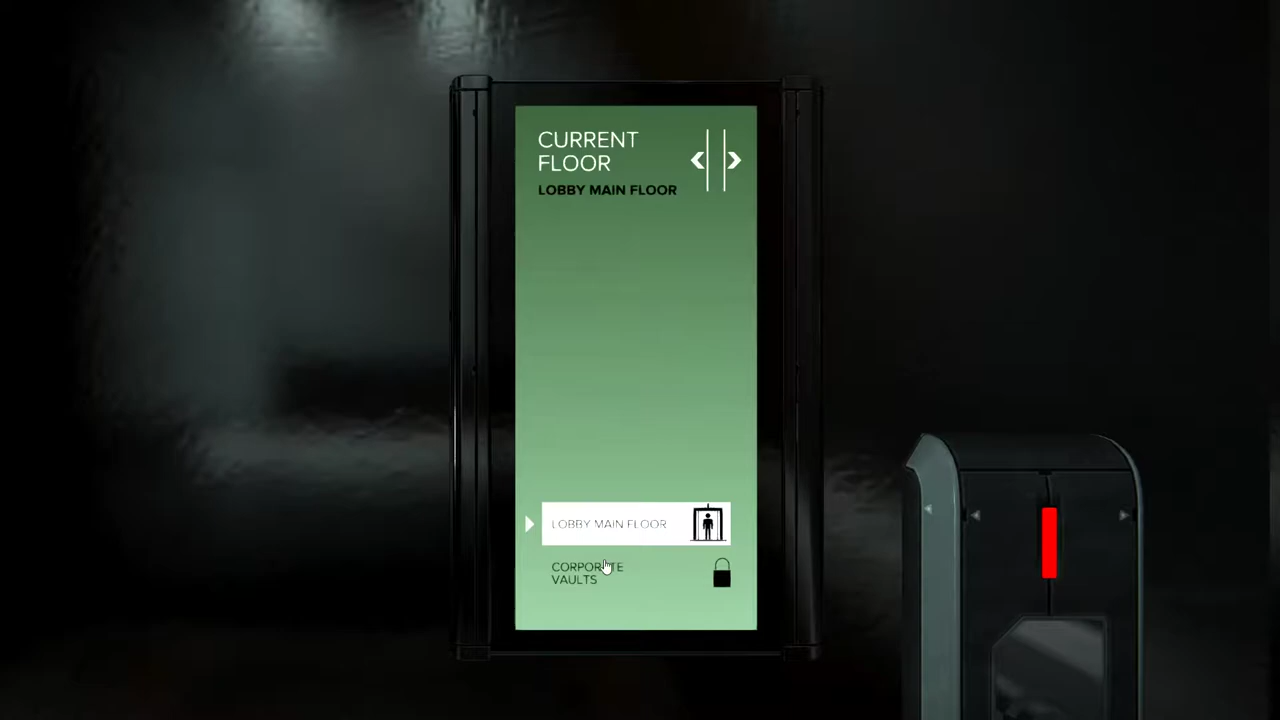 CURRENT
FLOOR
LOBBY MAIN FLOOR
LOBBY MAIN FLOOR
CORPORATE
VAULTS